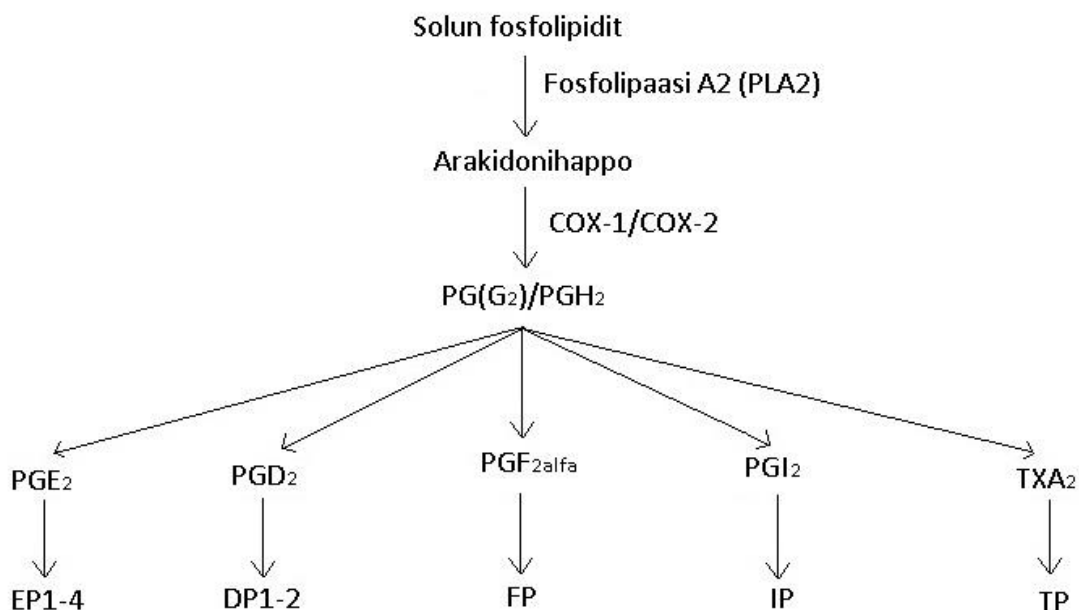 Solun fosfolipidit
Fosfolipaasi A2 (PLA2)
Arakidonihappo
COX-1/COX-2
PG(G₂)/PGH₂
PGE₂ PGD₂ PGF₂alfa PGI₂ TXA₂
EP1-4 DP1-2 FP IP TP